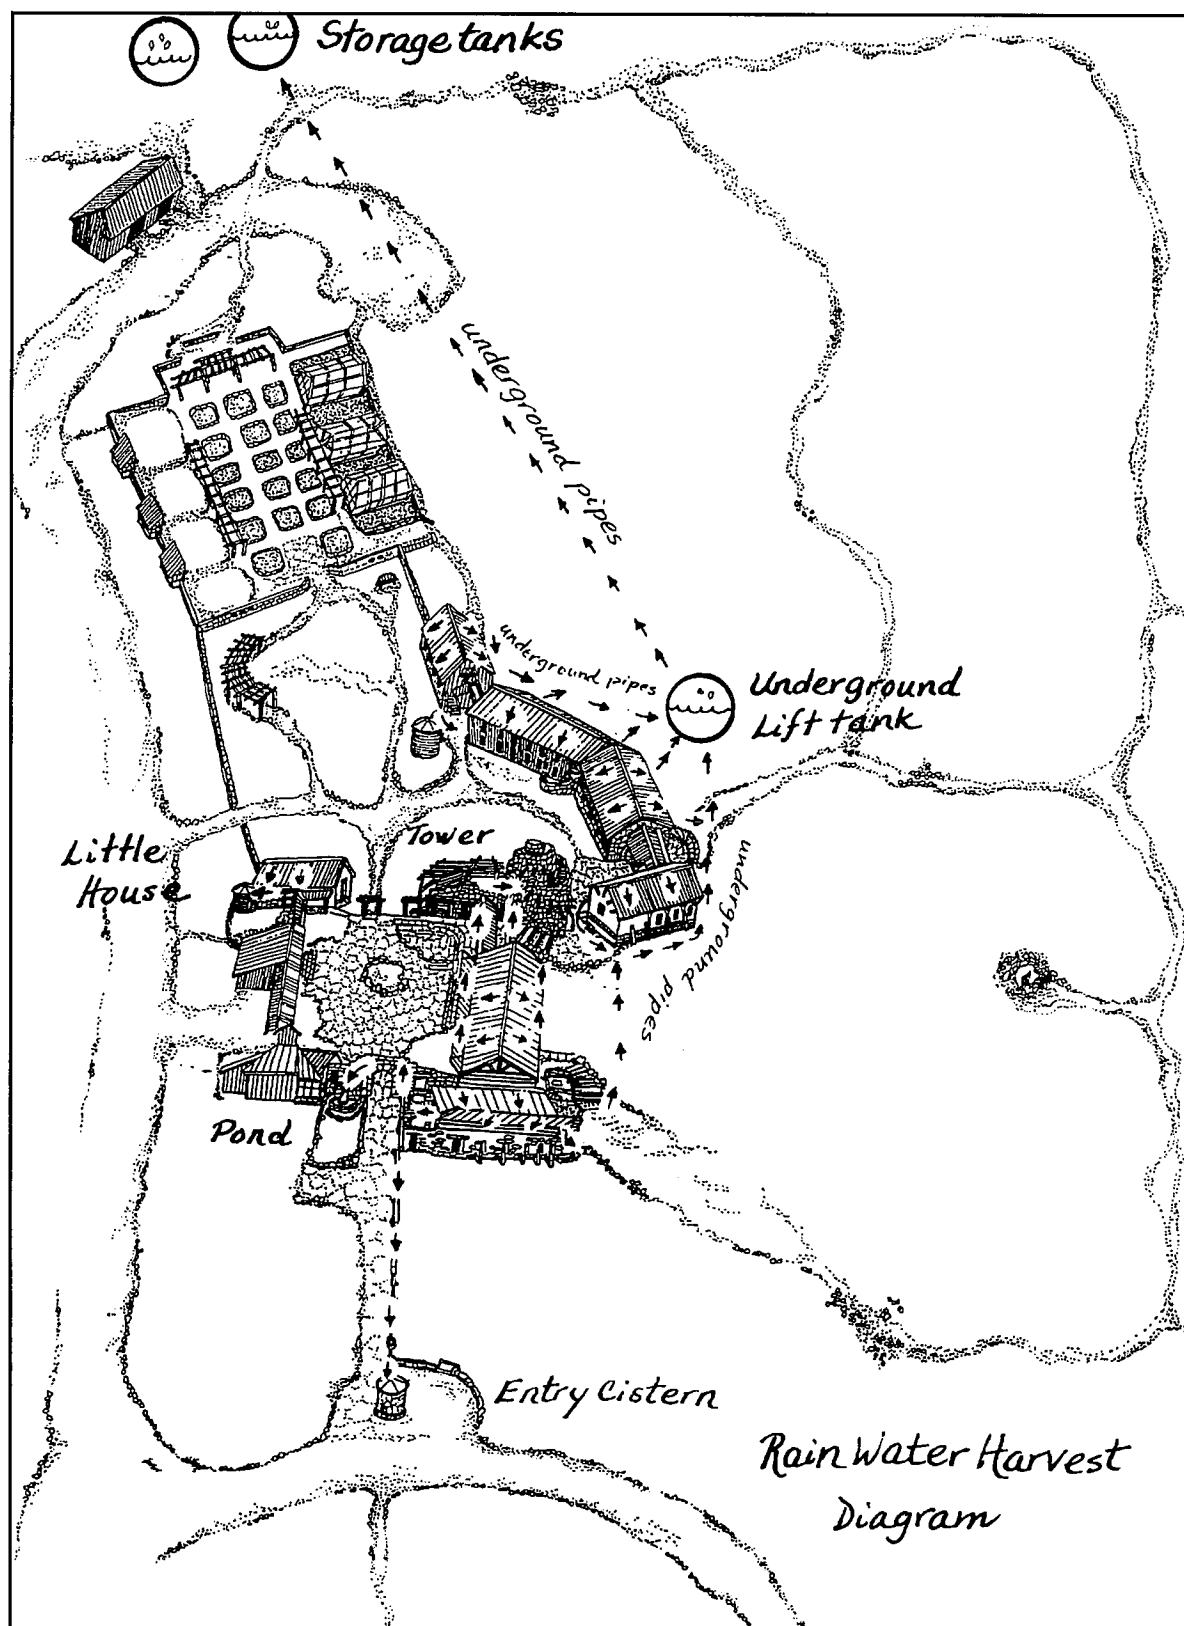 Storage tanks
underground pipes
underground pipes
Underground
Lift tank
Tower
Little
House
underground pipes
Pond
Entry Cistern
Rain Water Harvest
Diagram